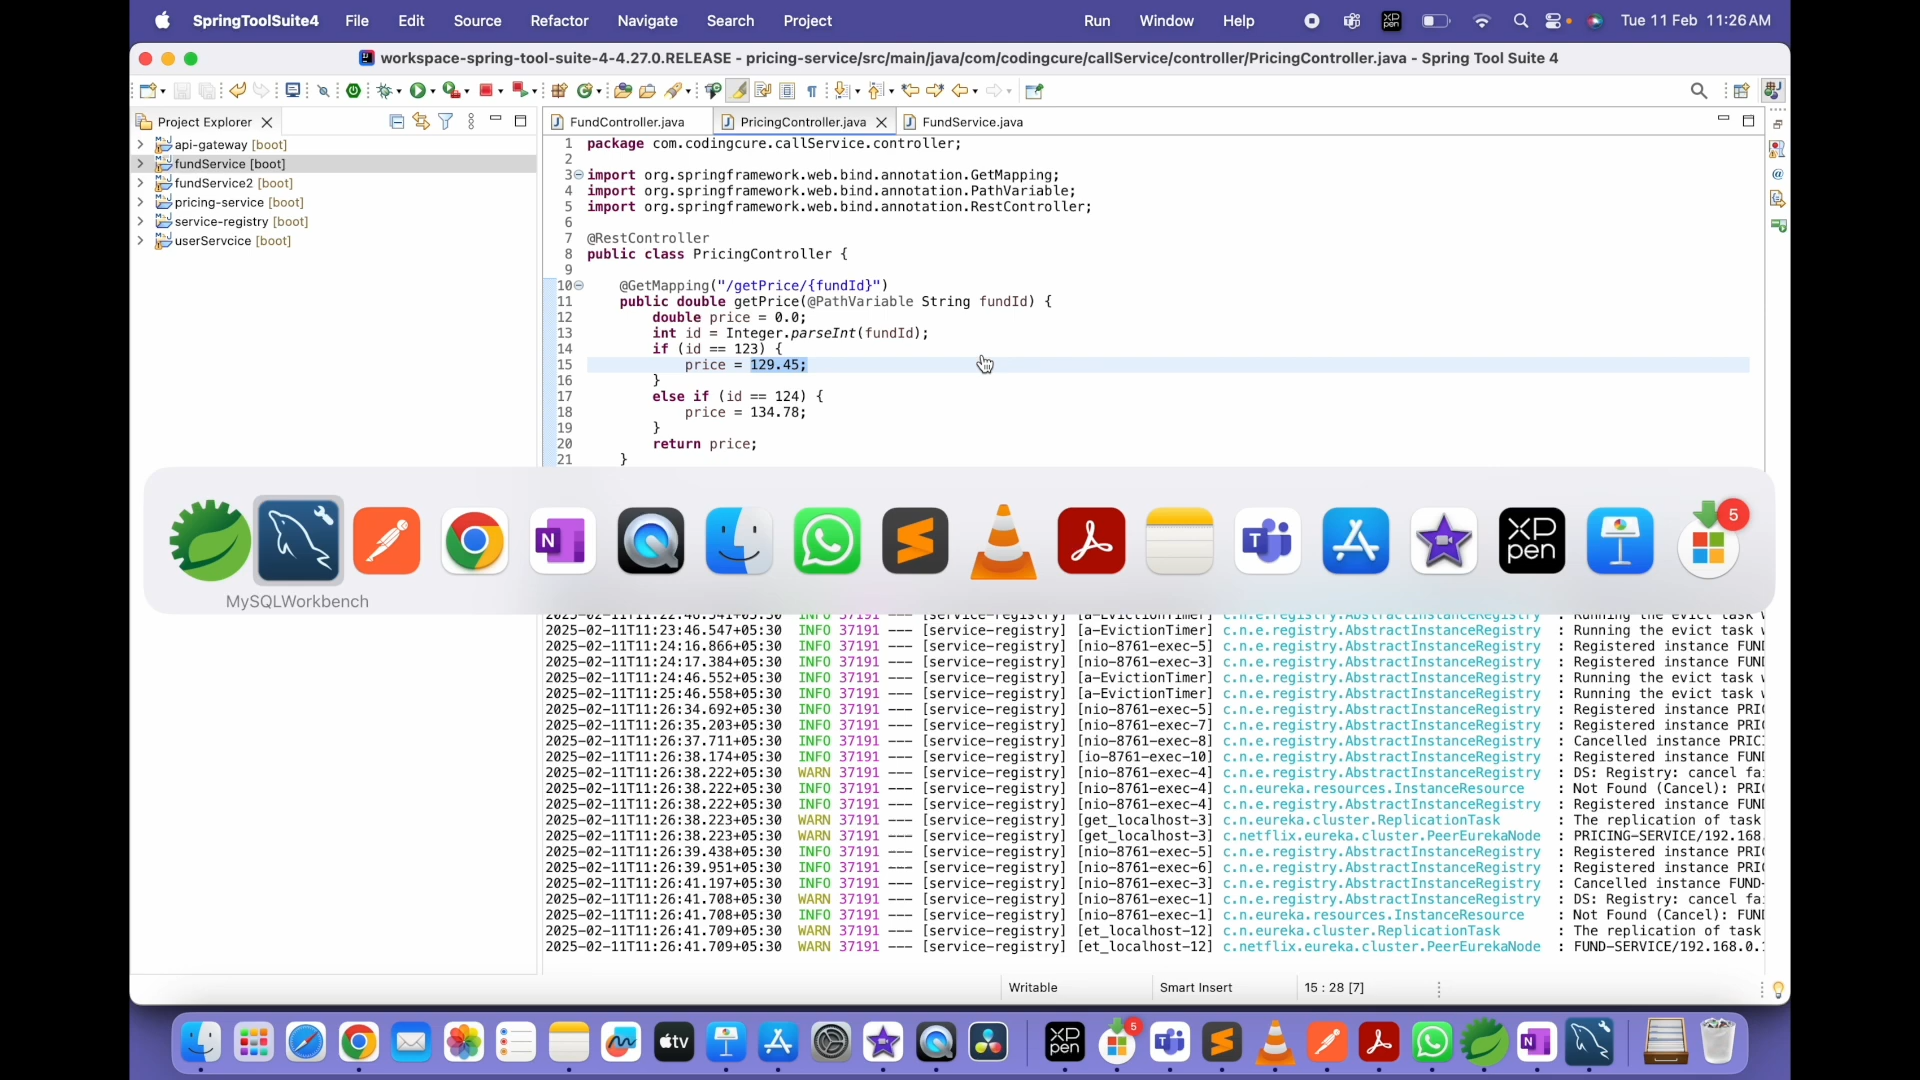 SpringToolSuite4 File Edit Source Refactor Navigate Search Project Run Window Help Tue 11 Feb 11:26 AM
workspace-spring-tool-suite-4-4.27.0.RELEASE - pricing-service/src/main/java/com/codingcure/callService/controller/PricingController.java - Spring Tool Suite 4
Project Explorer
FundController.java PricingController.java FundService.java
api-gateway [boot]
fundService [boot]
fundService2 [boot]
pricing-service [boot]
service-registry [boot]
userServcice [boot]
1 package com.codingcure.callService.controller;
2
3 import org.springframework.web.bind.annotation.GetMapping;
4 import org.springframework.web.bind.annotation.PathVariable;
5 import org.springframework.web.bind.annotation.RestController;
6
7 @RestController
8 public class PricingController {
9
10 @GetMapping("/getPrice/{fundId}")
11 public double getPrice(@PathVariable String fundId) {
12 double price = 0.0;
13 int id = Integer.parseInt(fundId);
14 if (id == 123) {
15 price = 129.45;
16 }
17 else if (id == 124) {
18 price = 134.78;
19 }
20 return price;
21 }
XP pen
5
MySQLWorkbench
2025-02-11T11:23:46.547+05:30 INFO 37191 --- [service-registry] [a-EvictionTimer] c.n.e.registry.AbstractInstanceRegistry : Running the evict task
2025-02-11T11:24:16.866+05:30 INFO 37191 --- [service-registry] [nio-8761-exec-5] c.n.e.registry.AbstractInstanceRegistry : Registered instance FUN
2025-02-11T11:24:17.384+05:30 INFO 37191 --- [service-registry] [nio-8761-exec-3] c.n.e.registry.AbstractInstanceRegistry : Registered instance FUN
2025-02-11T11:24:46.552+05:30 INFO 37191 --- [service-registry] [a-EvictionTimer] c.n.e.registry.AbstractInstanceRegistry : Running the evict task
2025-02-11T11:25:46.558+05:30 INFO 37191 --- [service-registry] [a-EvictionTimer] c.n.e.registry.AbstractInstanceRegistry : Running the evict task
2025-02-11T11:26:34.692+05:30 INFO 37191 --- [service-registry] [nio-8761-exec-5] c.n.e.registry.AbstractInstanceRegistry : Registered instance PRI
2025-02-11T11:26:35.203+05:30 INFO 37191 --- [service-registry] [nio-8761-exec-7] c.n.e.registry.AbstractInstanceRegistry : Registered instance PRI
2025-02-11T11:26:37.711+05:30 INFO 37191 --- [service-registry] [nio-8761-exec-8] c.n.e.registry.AbstractInstanceRegistry : Cancelled instance PRIC
2025-02-11T11:26:38.174+05:30 INFO 37191 --- [service-registry] [io-8761-exec-10] c.n.e.registry.AbstractInstanceRegistry : Registered instance FUN
2025-02-11T11:26:38.222+05:30 WARN 37191 --- [service-registry] [nio-8761-exec-4] c.n.e.registry.AbstractInstanceRegistry : DS: Registry: cancel fa
2025-02-11T11:26:38.222+05:30 INFO 37191 --- [service-registry] [nio-8761-exec-4] c.n.eureka.resources.InstanceResource : Not Found (Cancel): PRI
2025-02-11T11:26:38.222+05:30 INFO 37191 --- [service-registry] [nio-8761-exec-4] c.n.e.registry.AbstractInstanceRegistry : Registered instance FUN
2025-02-11T11:26:38.223+05:30 WARN 37191 --- [service-registry] [get_localhost-3] c.n.eureka.cluster.ReplicationTask : The replication of task
2025-02-11T11:26:38.223+05:30 WARN 37191 --- [service-registry] [get_localhost-3] c.netflix.eureka.cluster.PeerEurekaNode : PRICING-SERVICE/192.168.
2025-02-11T11:26:39.438+05:30 INFO 37191 --- [service-registry] [nio-8761-exec-5] c.n.e.registry.AbstractInstanceRegistry : Registered instance PRI
2025-02-11T11:26:39.951+05:30 INFO 37191 --- [service-registry] [nio-8761-exec-6] c.n.e.registry.AbstractInstanceRegistry : Registered instance PRI
2025-02-11T11:26:41.197+05:30 INFO 37191 --- [service-registry] [nio-8761-exec-3] c.n.e.registry.AbstractInstanceRegistry : Cancelled instance FUND-
2025-02-11T11:26:41.708+05:30 WARN 37191 --- [service-registry] [nio-8761-exec-1] c.n.e.registry.AbstractInstanceRegistry : DS: Registry: cancel fa
2025-02-11T11:26:41.708+05:30 INFO 37191 --- [service-registry] [nio-8761-exec-1] c.n.eureka.resources.InstanceResource : Not Found (Cancel): FUN
2025-02-11T11:26:41.709+05:30 WARN 37191 --- [service-registry] [et_localhost-12] c.n.eureka.cluster.ReplicationTask : The replication of task
2025-02-11T11:26:41.709+05:30 WARN 37191 --- [service-registry] [et_localhost-12] c.netflix.eureka.cluster.PeerEurekaNode : FUND-SERVICE/192.168.0.
Writable Smart Insert 15 : 28 [7]
tv XP pen 5